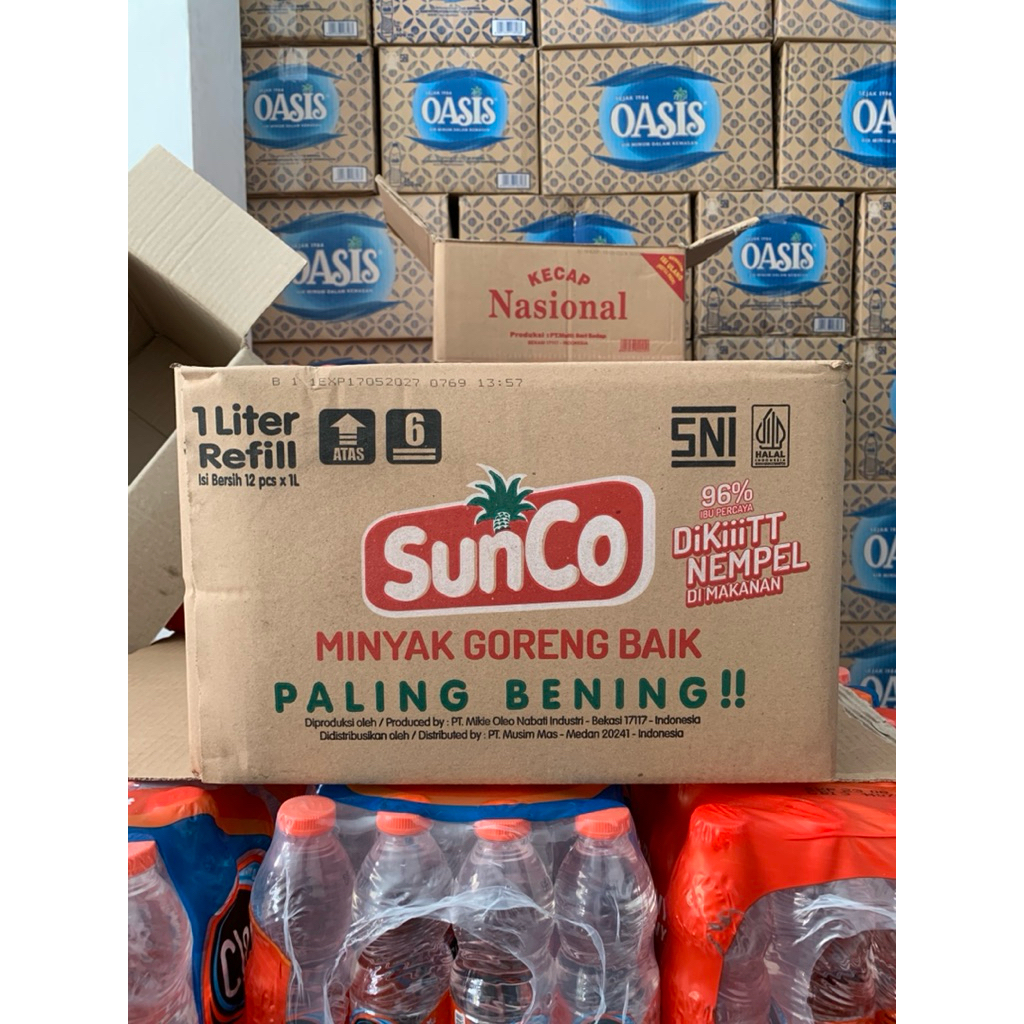 OASIS
OASIS
OASIS
OASIS
OASIS
KECAP
Nasional
B 1 1EXP17052027 0769 13:57
1 Liter
Refill
Isi Bersih 12 pcs x 1L
ATAS
6
SNI
HALAL
INDONESIA
SunCo
96%
IBU PERCAYA
DiKiiiTT
NEMPEL
DI MAKANAN
MINYAK GORENG BAIK
PALING BENING!!
Diproduksi oleh / Produced by : PT. Mikie Oleo Nabati Industri - Bekasi 17117 - Indonesia
Didistribusikan oleh / Distributed by : PT. Musim Mas - Medan 20241 - Indonesia